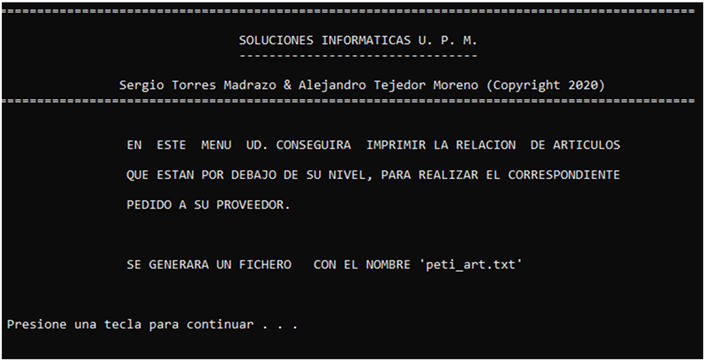 ==============================================================================================
SOLUCIONES INFORMATICAS U. P. M.
--------------------------------
Sergio Torres Madrazo & Alejandro Tejedor Moreno (Copyright 2020)
==============================================================================================
EN  ESTE  MENU  UD. CONSEGUIRA  IMPRIMIR LA RELACION  DE ARTICULOS
QUE ESTAN POR DEBAJO DE SU NIVEL, PARA REALIZAR EL CORRESPONDIENTE
PEDIDO A SU PROVEEDOR.
SE GENERARA UN FICHERO   CON EL NOMBRE 'peti_art.txt'
Presione una tecla para continuar . . .